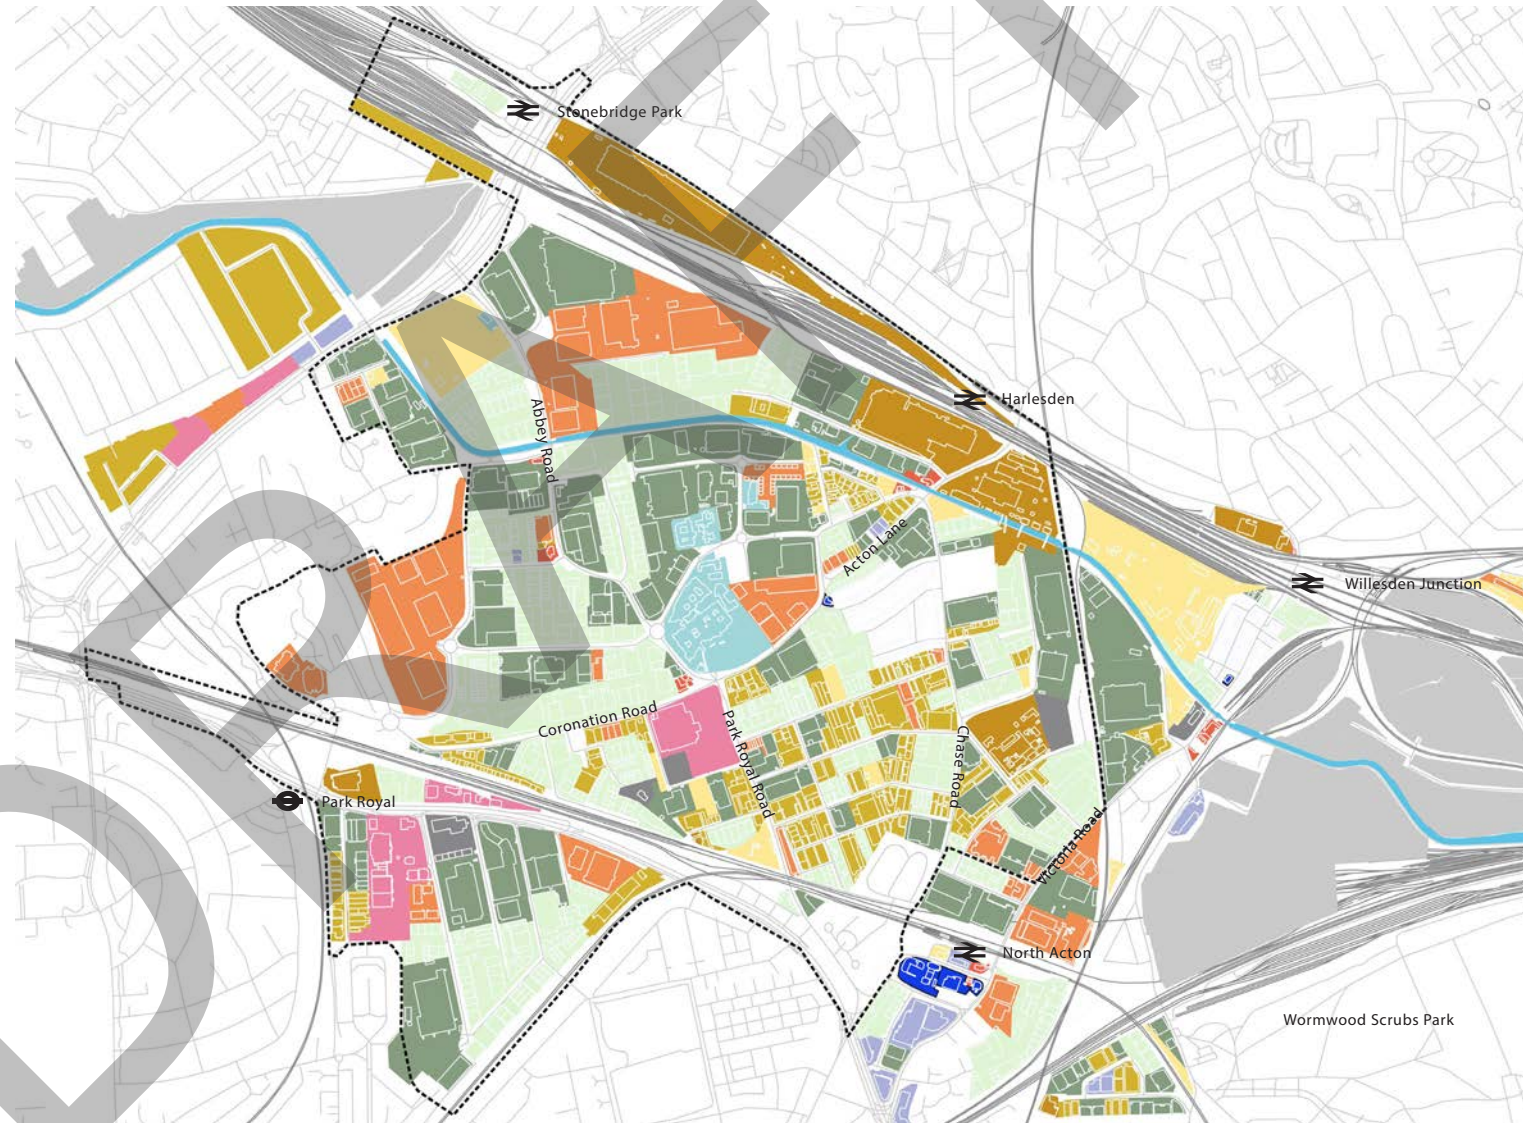 Stonebridge Park
Harlesden
Abbey Road
Acton Lane
Willesden Junction
Coronation Road
Park Royal Road
Chase Road
Park Royal
Victoria Road
North Acton
Wormwood Scrubs Park
DRAFT